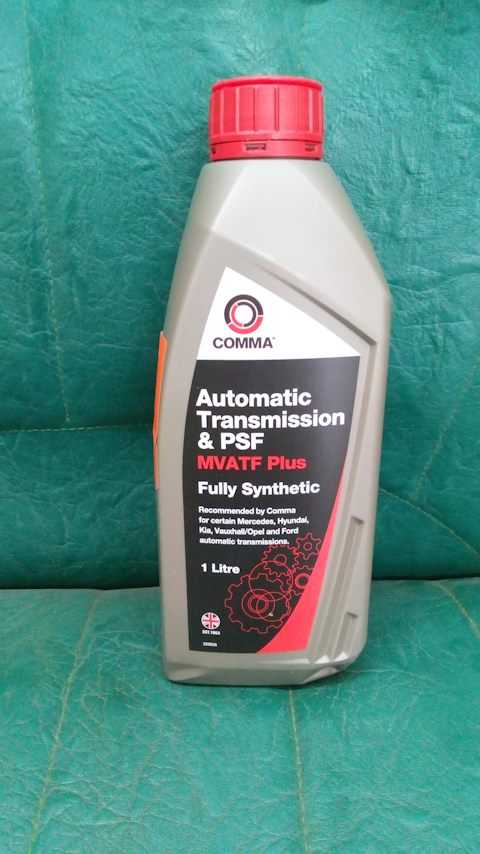 COMMA
Automatic
Transmission
& PSF
MVATF Plus
Fully Synthetic
Recommended by Comma
for certain Mercedes, Hyundai,
Kia, Vauxhall/Opel and Ford
automatic transmissions.
1 Litre